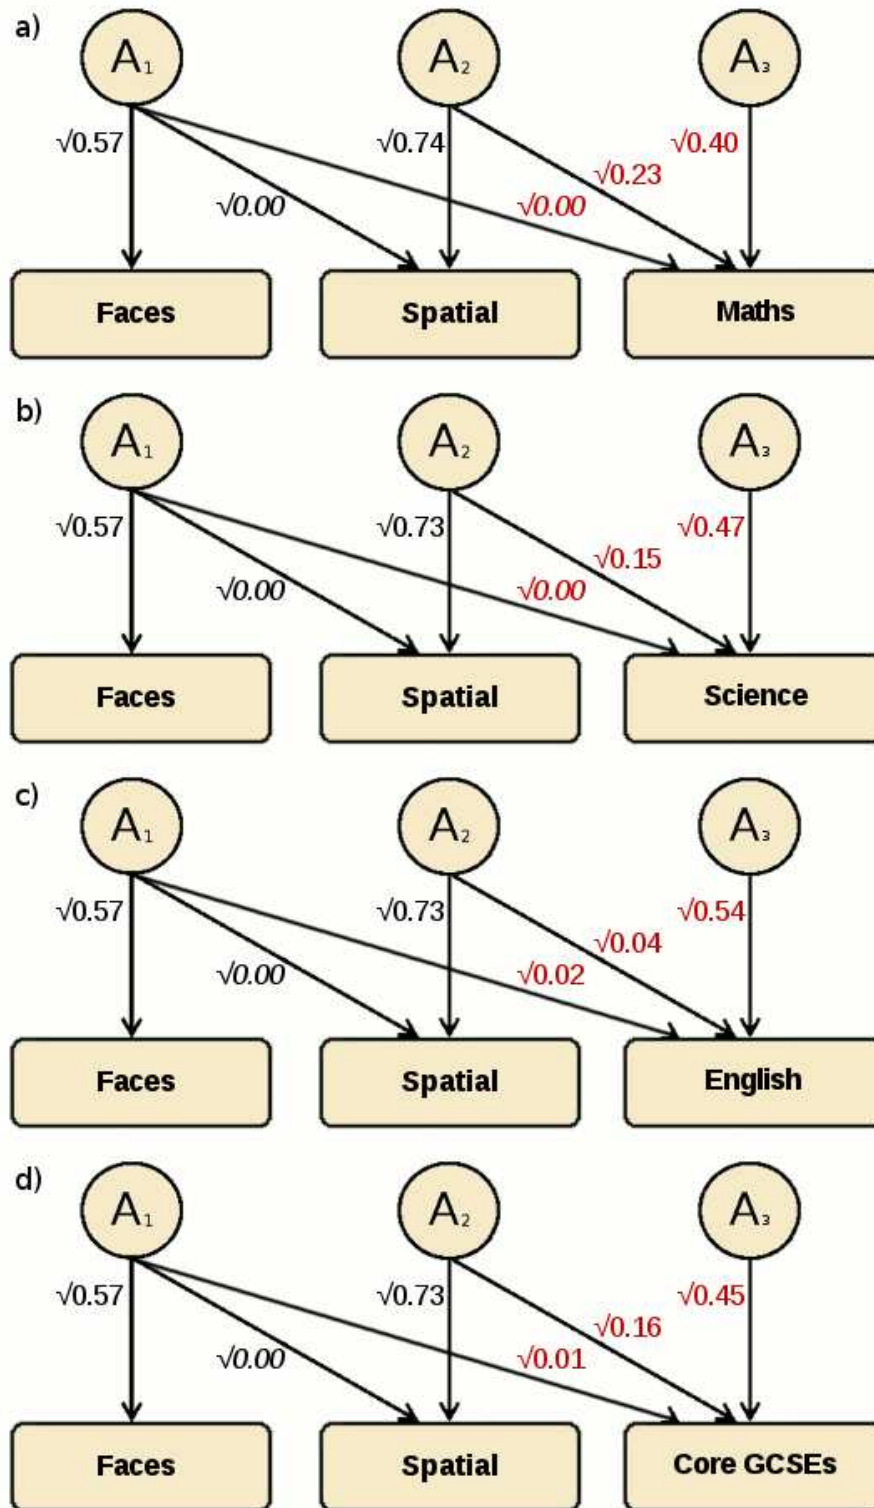 a)
A₁ A₂ A₃
√0.57 √0.74 √0.40
√0.23
√0.00 √0.00
Faces Spatial Maths
b)
A₁ A₂ A₃
√0.57 √0.73 √0.47
√0.15
√0.00 √0.00
Faces Spatial Science
c)
A₁ A₂ A₃
√0.57 √0.73 √0.54
√0.04
√0.00 √0.02
Faces Spatial English
d)
A₁ A₂ A₃
√0.57 √0.73 √0.45
√0.16
√0.00 √0.01
Faces Spatial Core GCSEs